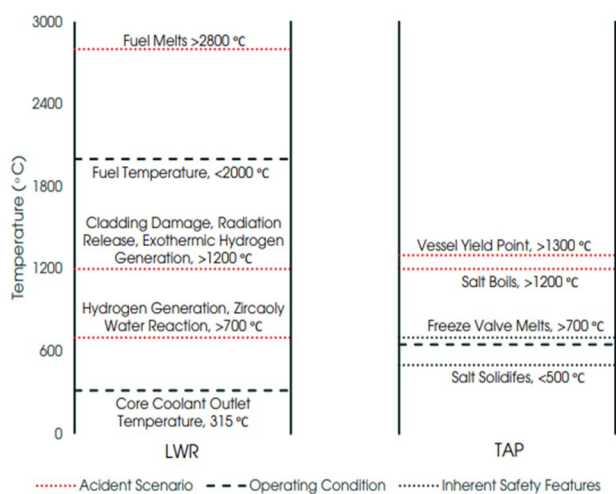 3000
2400
1800
1200
600
0
Temperature (°C)
Fuel Melts >2800 °C
Fuel Temperature, <2000 °C
Cladding Damage, Radiation
Release, Exothermic Hydrogen
Generation, >1200 °C
Hydrogen Generation, Zircaoly
Water Reaction, >700 °C
Core Coolant Outlet
Temperature, 315 °C
LWR
Vessel Yield Point, >1300 °C
Salt Boils, >1200 °C
Freeze Valve Melts, >700 °C
Salt Solidifes <500 °C
TAP
Acident Scenario
Operating Condition
Inherent Safety Features